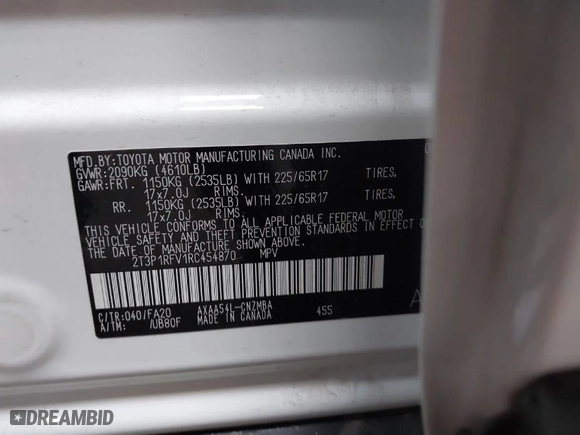 MFD.BY:TOYOTA MOTOR MANUFACTURING CANADA INC.
GVWR:2090KG (4610LB)
GAWR:FRT. 1150KG (2535LB) WITH 225/65R17 TIRES,
17x7.0J RIMS.
RR. 1150KG (2535LB) WITH 225/65R17 TIRES,
17x7.0J RIMS.
THIS VEHICLE CONFORMS TO ALL APPLICABLE FEDERAL MOTOR
VEHICLE SAFETY AND THEFT PREVENTION STANDARDS IN EFFECT ON
THE DATE OF MANUFACTURE SHOWN ABOVE.
2T3P1RFV1RC454870 MPV
C/TR:040/FA20 AXAA54L-CNZMBA 455
A/TM: /UB80F MADE IN CANADA A
DREAMBID